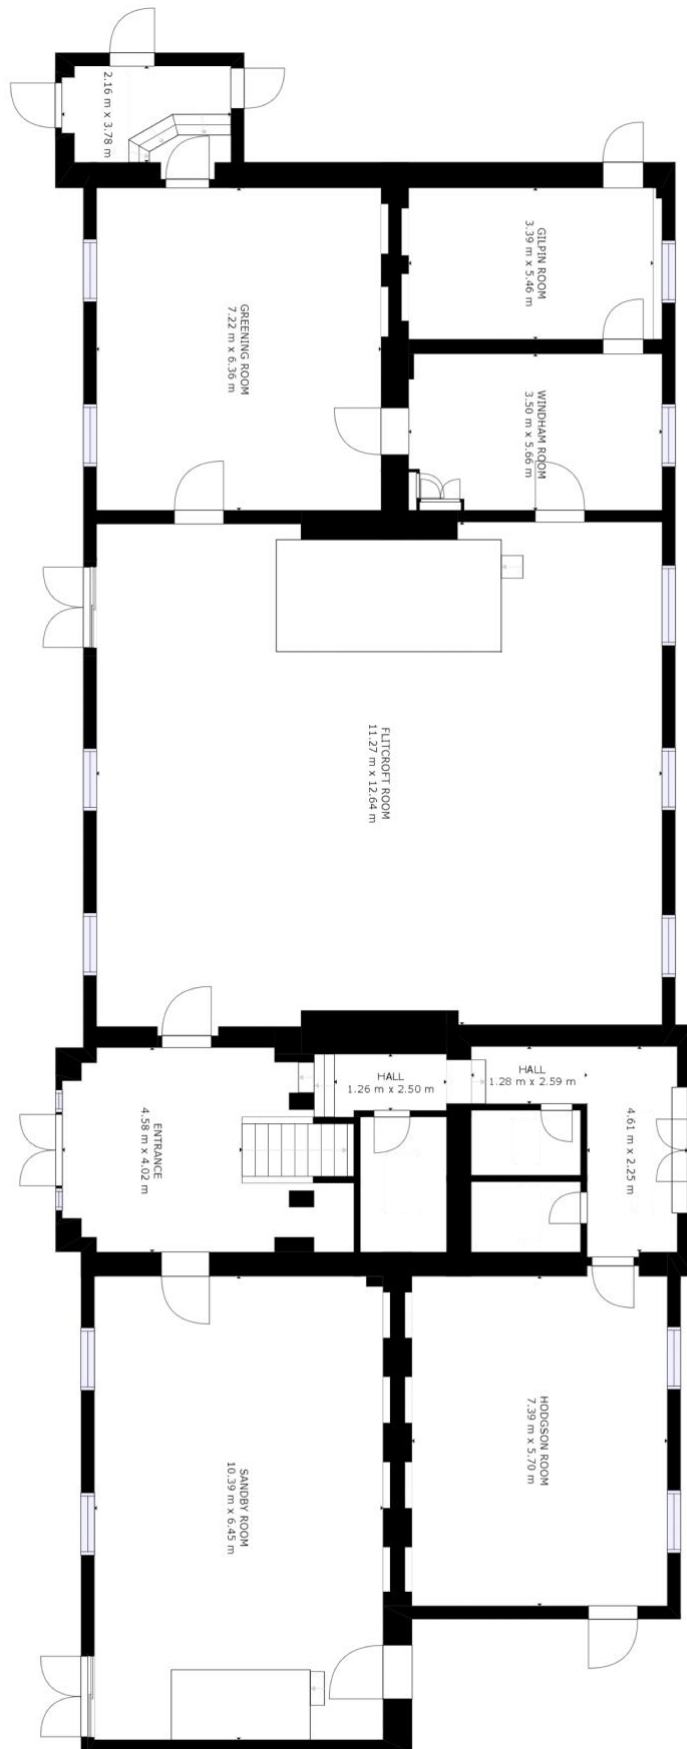 2.16 m x 3.78 m
GILPIN ROOM
3.39 m x 5.46 m
GREENING ROOM
7.22 m x 6.36 m
WINDHAM ROOM
3.50 m x 5.66 m
FLITCROFT ROOM
11.27 m x 12.64 m
HALL
1.26 m x 2.50 m
HALL
1.28 m x 2.59 m
ENTRANCE
4.58 m x 4.02 m
4.61 m x 2.25 m
HODGSON ROOM
7.39 m x 5.70 m
SANDBY ROOM
10.39 m x 6.45 m